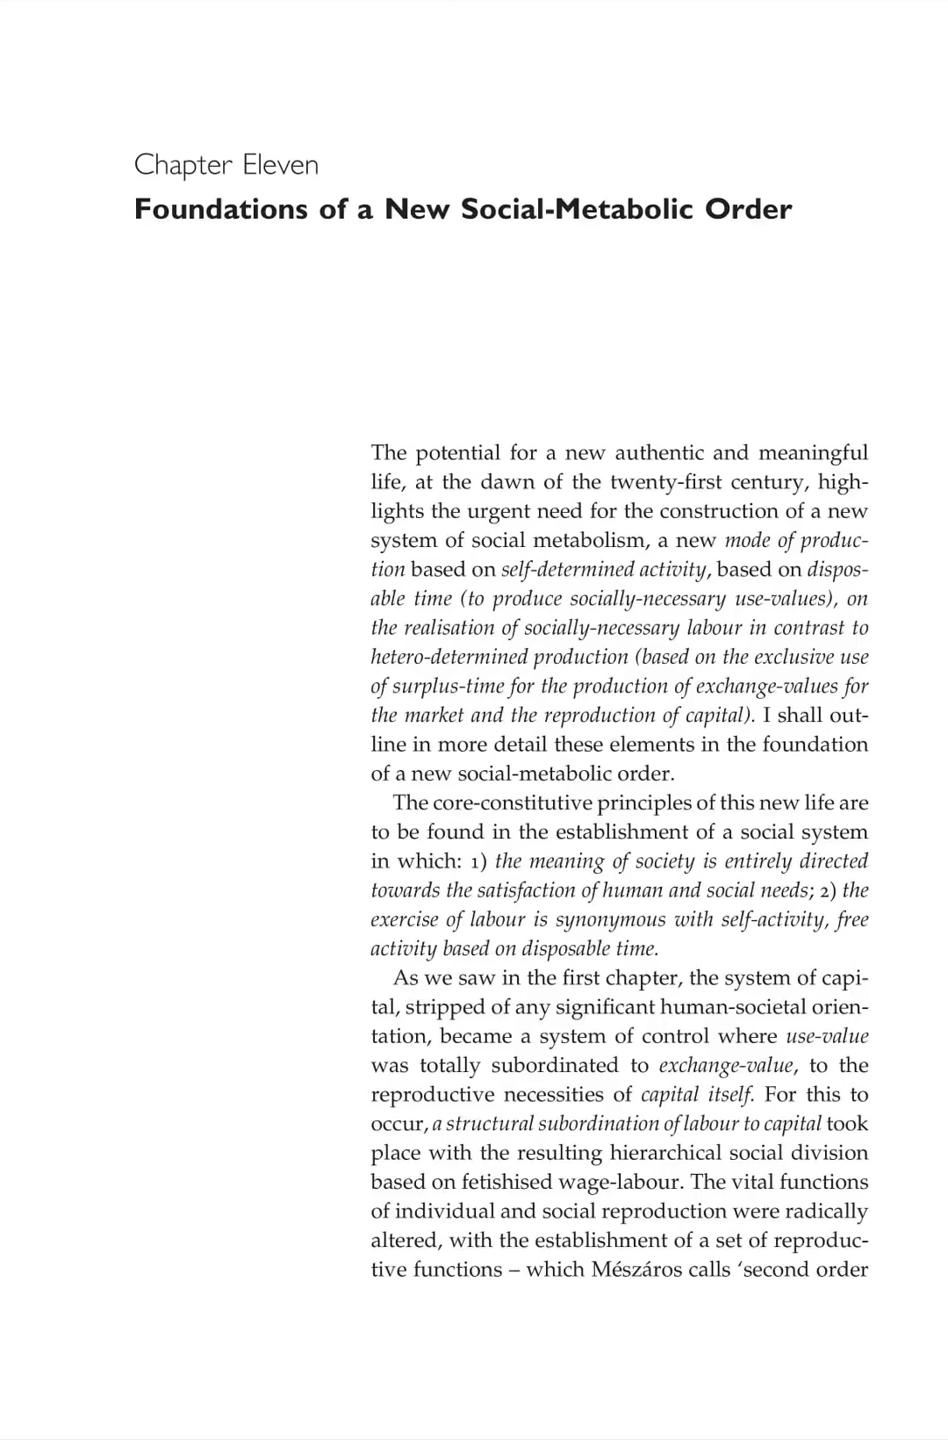 Chapter Eleven
Foundations of a New Social-Metabolic Order
The potential for a new authentic and meaningful
life, at the dawn of the twenty-first century, high-
lights the urgent need for the construction of a new
system of social metabolism, a new mode of produc-
tion based on self-determined activity, based on dispos-
able time (to produce socially-necessary use-values), on
the realisation of socially-necessary labour in contrast to
hetero-determined production (based on the exclusive use
of surplus-time for the production of exchange-values for
the market and the reproduction of capital). I shall out-
line in more detail these elements in the foundation
of a new social-metabolic order.
The core-constitutive principles of this new life are
to be found in the establishment of a social system
in which: 1) the meaning of society is entirely directed
towards the satisfaction of human and social needs; 2) the
exercise of labour is synonymous with self-activity, free
activity based on disposable time.
As we saw in the first chapter, the system of capi-
tal, stripped of any significant human-societal orien-
tation, became a system of control where use-value
was totally subordinated to exchange-value, to the
reproductive necessities of capital itself. For this to
occur, a structural subordination of labour to capital took
place with the resulting hierarchical social division
based on fetishised wage-labour. The vital functions
of individual and social reproduction were radically
altered, with the establishment of a set of reproduc-
tive functions – which Mészáros calls ‘second order